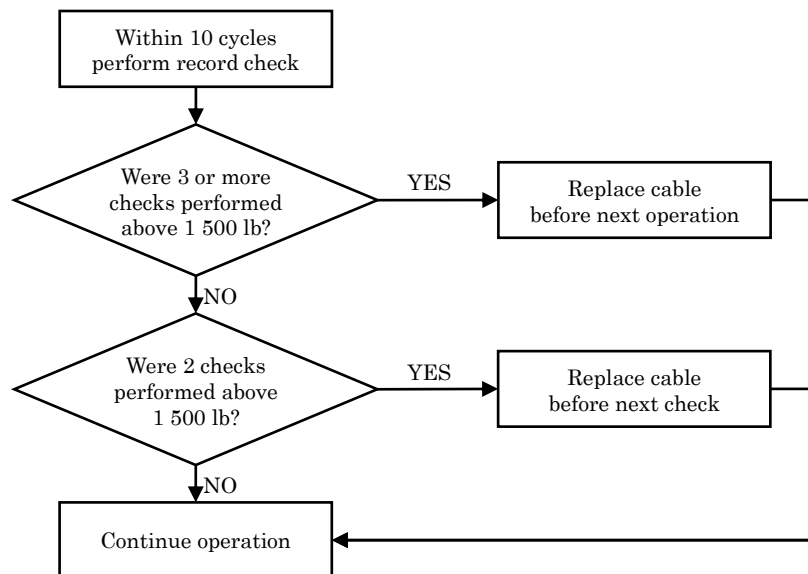 Within 10 cycles
perform record check
Were 3 or more
checks performed
above 1 500 lb?
YES
Replace cable
before next operation
NO
Were 2 checks
performed above
1 500 lb?
YES
Replace cable
before next check
NO
Continue operation